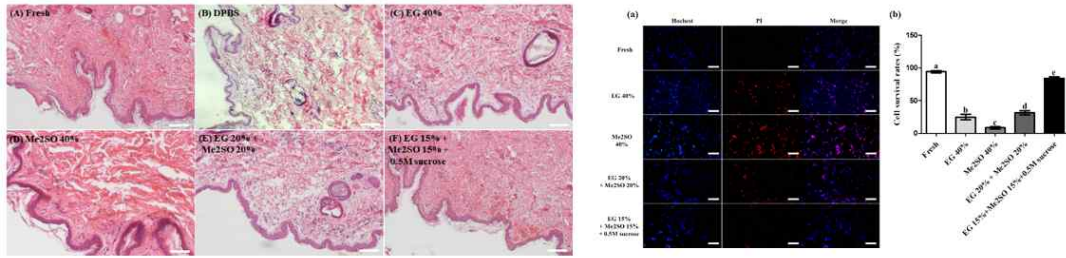 (A) Fresh
(B) DPBS
(C) EG 40%
(D) Me2SO 40%
(E) EG 20% +
Me2SO 20%
(F) EG 15% +
Me2SO 15% +
0.5M sucrose
(a)
Hochest
PI
Merge
Fresh
EG 40%
Me2SO
40%
EG 20%
+ Me2SO 20%
EG 15%
+ Me2SO 15%
+ 0.5M sucrose
(b)
Cell survival rates (%)
150
100
50
0
a
b
c
d
e
Fresh
EG 40%
Me2SO 40%
EG 20% + Me2SO 20%
EG 15%+Me2SO 15%+0.5M sucrose